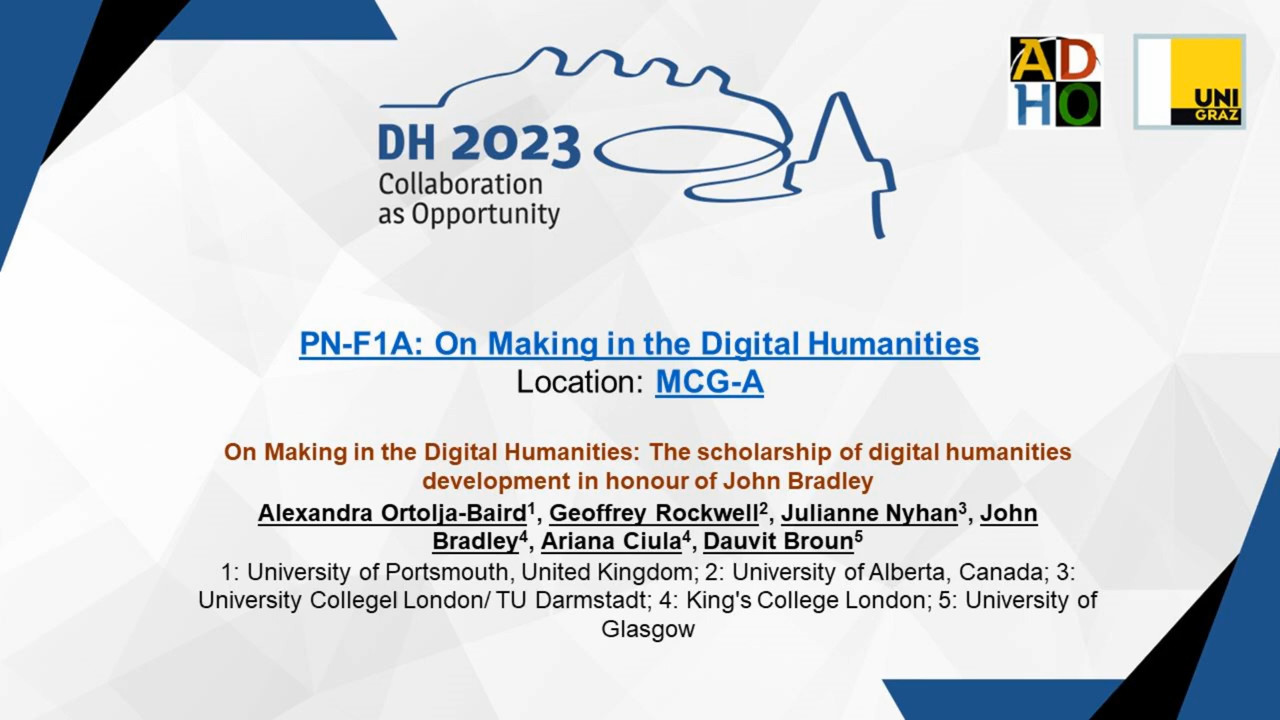 AD
HO
UNI
GRAZ
DH 2023
Collaboration
as Opportunity
PN-F1A: On Making in the Digital Humanities
Location: MCG-A
On Making in the Digital Humanities: The scholarship of digital humanities
development in honour of John Bradley
Alexandra Ortolja-Baird1, Geoffrey Rockwell2, Julianne Nyhan3, John
Bradley4, Ariana Ciula4, Dauvit Broun5
1: University of Portsmouth, United Kingdom; 2: University of Alberta, Canada; 3:
University Collegel London/ TU Darmstadt; 4: King's College London; 5: University of
Glasgow